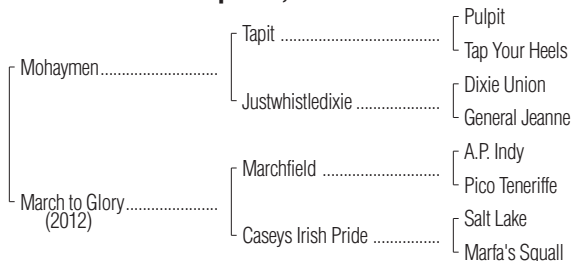 Pulpit
Tapit ........................................
Tap Your Heels
Mohaymen.............................
Dixie Union
Justwhistledixie .....................
General Jeanne
A.P. Indy
Marchfield .............................
Pico Teneriffe
March to Glory.......................
(2012)
Salt Lake
Caseys Irish Pride .................
Marfa's Squall